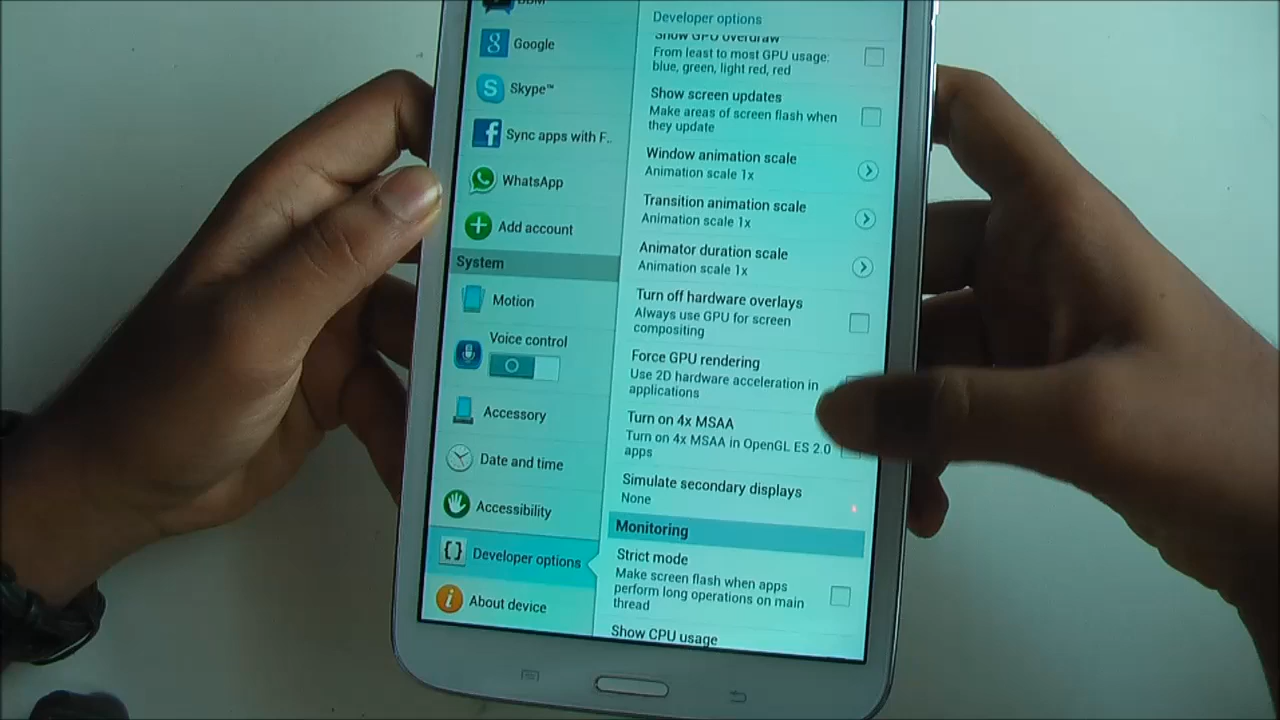 BBM
Google
Skype™
Sync apps with F..
WhatsApp
Add account
System
Motion
Voice control
Accessory
Date and time
Accessibility
Developer options
About device
Developer options
Show GPU overdraw
From least to most GPU usage:
blue, green, light red, red
Show screen updates
Make areas of screen flash when
they update
Window animation scale
Animation scale 1x
Transition animation scale
Animation scale 1x
Animator duration scale
Animation scale 1x
Turn off hardware overlays
Always use GPU for screen
compositing
Force GPU rendering
Use 2D hardware acceleration in
applications
Turn on 4x MSAA
Turn on 4x MSAA in OpenGL ES 2.0
apps
Simulate secondary displays
None
Monitoring
Strict mode
Make screen flash when apps
perform long operations on main
thread
Show CPU usage